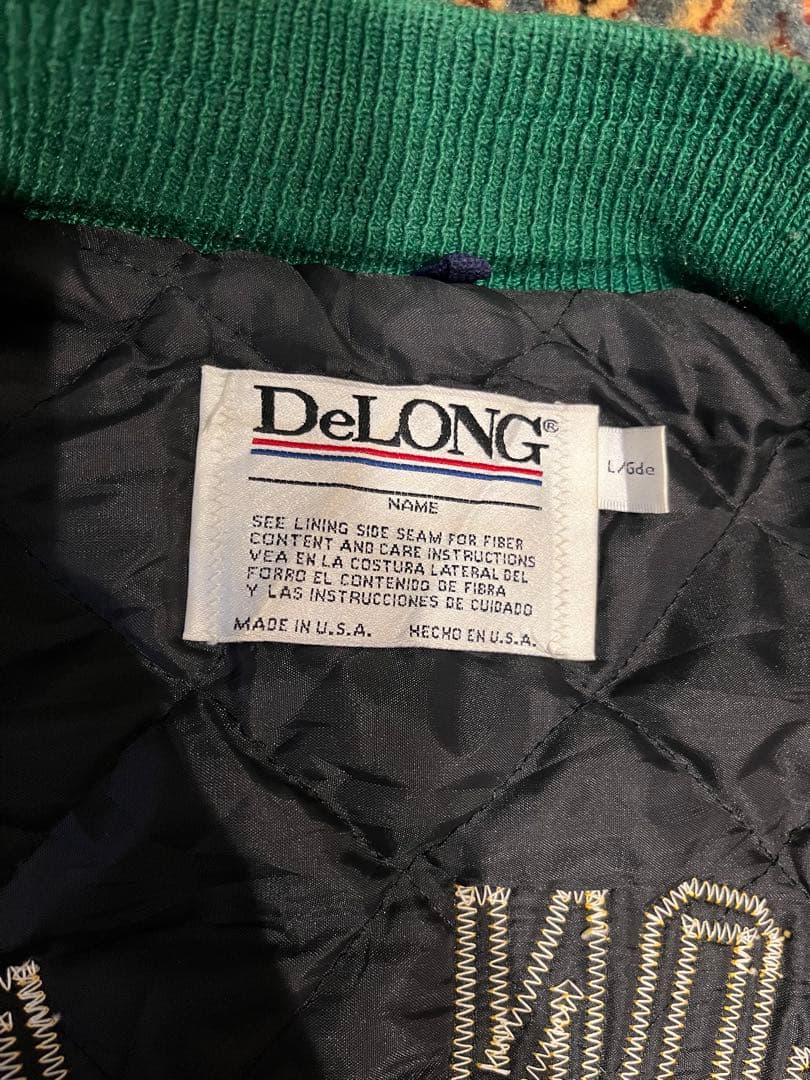 DeLONG®
L/Gde
NAME
SEE LINING SIDE SEAM FOR FIBER
CONTENT AND CARE INSTRUCTIONS
VEA EN LA COSTURA LATERAL DEL
FORRO EL CONTENIDO DE FIBRA
Y LAS INSTRUCCIONES DE CUIDADO
MADE IN U.S.A. HECHO EN U.S.A.